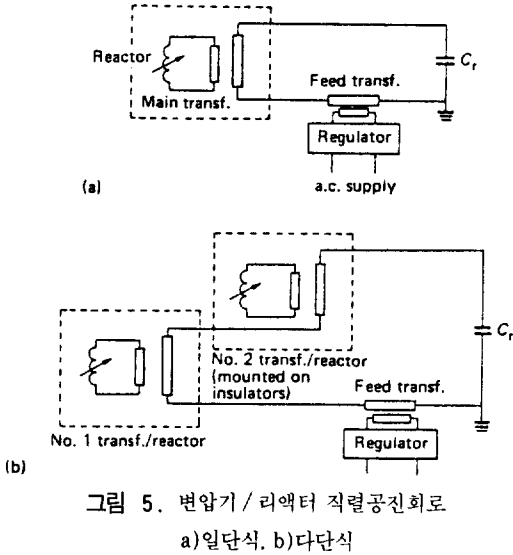 Reactor
Main transf.
Feed transf.
Cr
Regulator
a.c. supply
(a)
No. 2 transf./reactor
(mounted on
insulators)
Feed transf.
Cr
No. 1 transf./reactor
Regulator
(b)
그림 5. 변압기 / 리액터 직렬공진회로
a)일단식, b)다단식